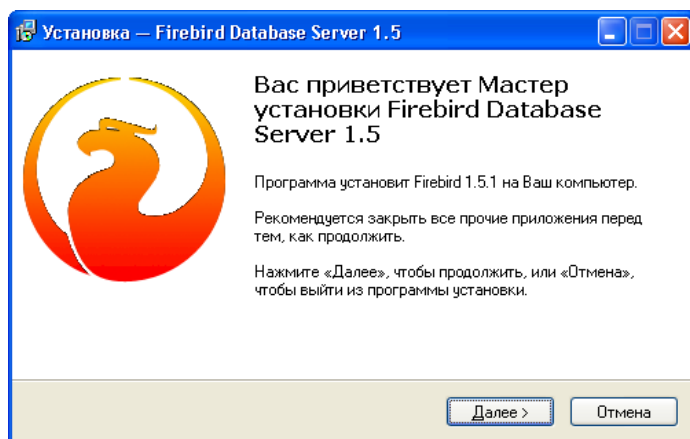 Установка — Firebird Database Server 1.5
Вас приветствует Мастер
установки Firebird Database
Server 1.5
Программа установит Firebird 1.5.1 на Ваш компьютер.
Рекомендуется закрыть все прочие приложения перед
тем, как продолжить.
Нажмите «Далее», чтобы продолжить, или «Отмена»,
чтобы выйти из программы установки.
Далее >
Отмена